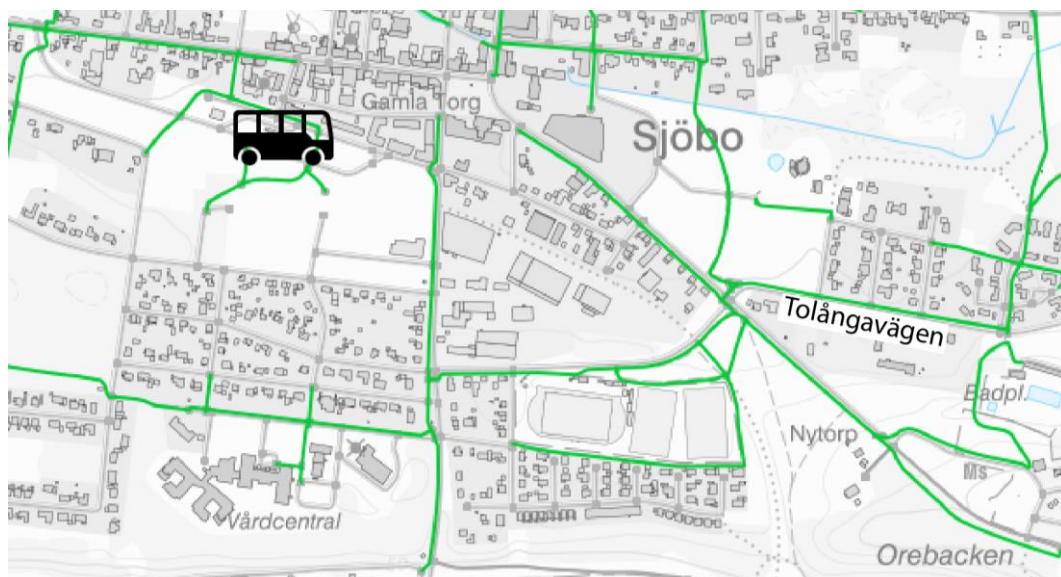 Gamla Torg
Sjöbo
Tolångavägen
Badpl.
Nytorp
Ms
Vårdcentral
Orebacken